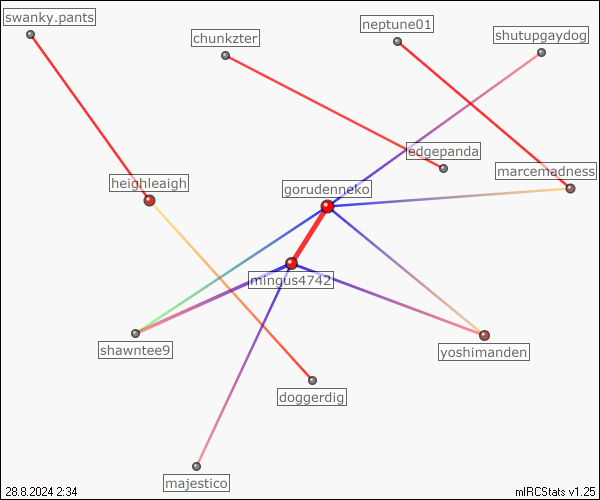 swanky.pants
neptune01
chunkzter
shutupgaydog
edgepanda
marcemadness
heighleaigh
gorudenneko
mingus4742
shawntee9
yoshimanden
doggerdig
majestico
28.8.2024 2:34
mIRCStats v1.25